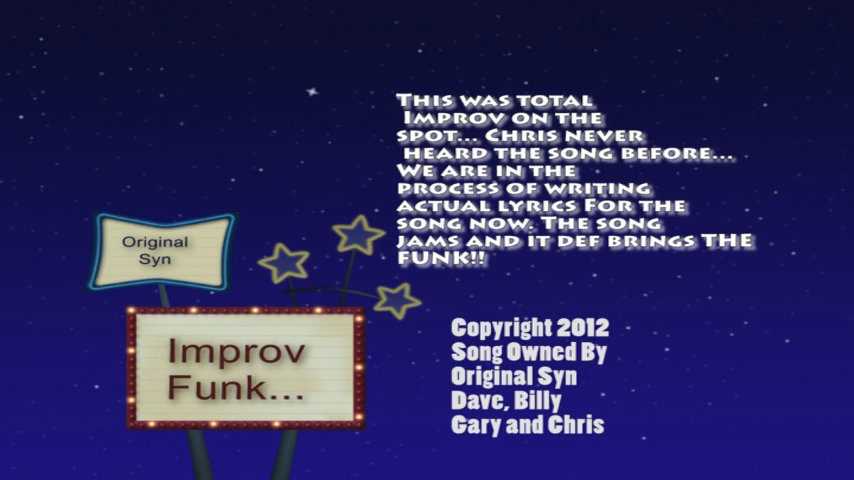 This was total
Improv on the
spot... Chris never
heard the song before...
We are in the
process of writing
actual lyrics For the
song now. The song
jams and it def brings THE
FUNK!!
Original
Syn
Improv
Funk...
Copyright 2012
Song Owned By
Original Syn
Dave, Billy
Gary and Chris